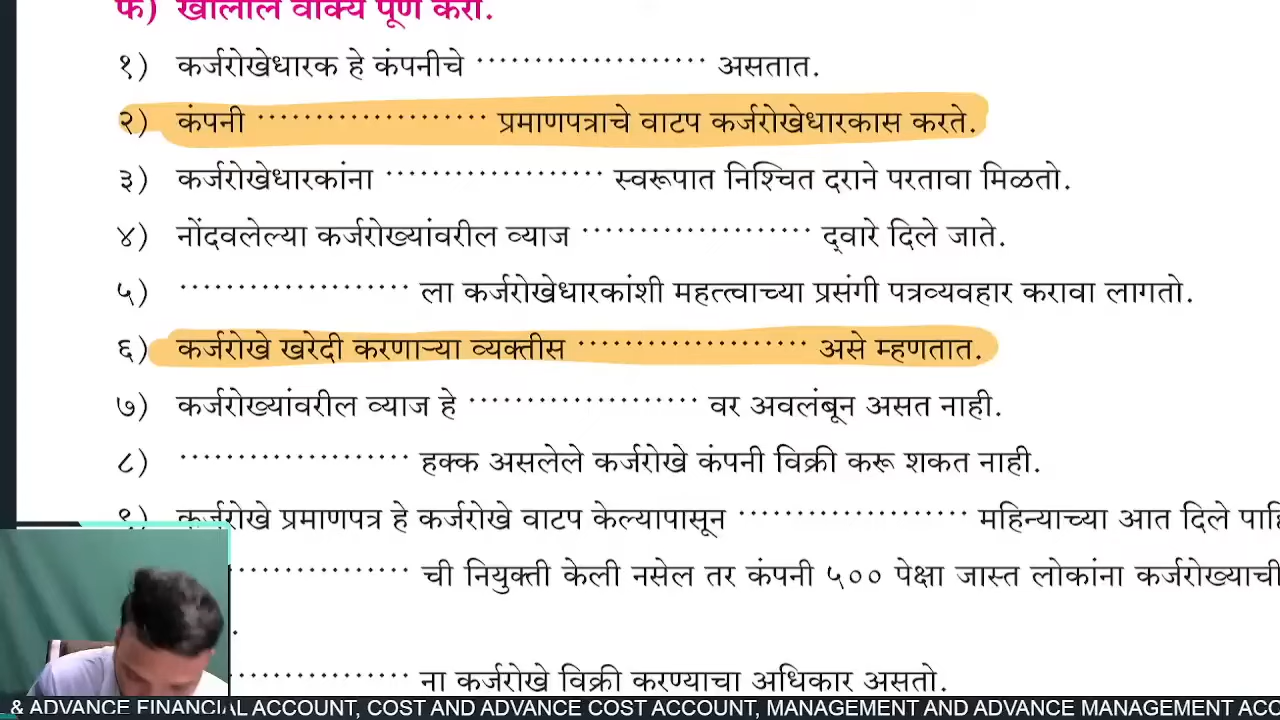 फ) खालील वाक्य पूर्ण करा.
१) कर्जरोखेधारक हे कंपनीचे ···················· असतात.
२) कंपनी ···················· प्रमाणपत्राचे वाटप कर्जरोखेधारकास करते.
३) कर्जरोखेधारकांना ··················· स्वरूपात निश्चित दराने परतावा मिळतो.
४) नोंदवलेल्या कर्जरोख्यांवरील व्याज ···················· द्वारे दिले जाते.
५) ···················· ला कर्जरोखेधारकांशी महत्त्वाच्या प्रसंगी पत्रव्यवहार करावा लागतो.
६) कर्जरोखे खरेदी करणाऱ्या व्यक्तीस ···················· असे म्हणतात.
७) कर्जरोख्यांवरील व्याज हे ···················· वर अवलंबून असत नाही.
८) ···················· हक्क असलेले कर्जरोखे कंपनी विक्री करू शकत नाही.
९) कर्जरोखे प्रमाणपत्र हे कर्जरोखे वाटप केल्यापासून ···················· महिन्याच्या आत दिले
················ ची नियुक्ती केली नसेल तर कंपनी ५०० पेक्षा जास्त लोकांना कर्जरोख्याची
.
················ ना कर्जरोखे विक्री करण्याचा अधिकार असतो.
& ADVANCE FINANCIAL ACCOUNT, COST AND ADVANCE COST ACCOUNT, MANAGEMENT AND ADVANCE MANAGEMENT